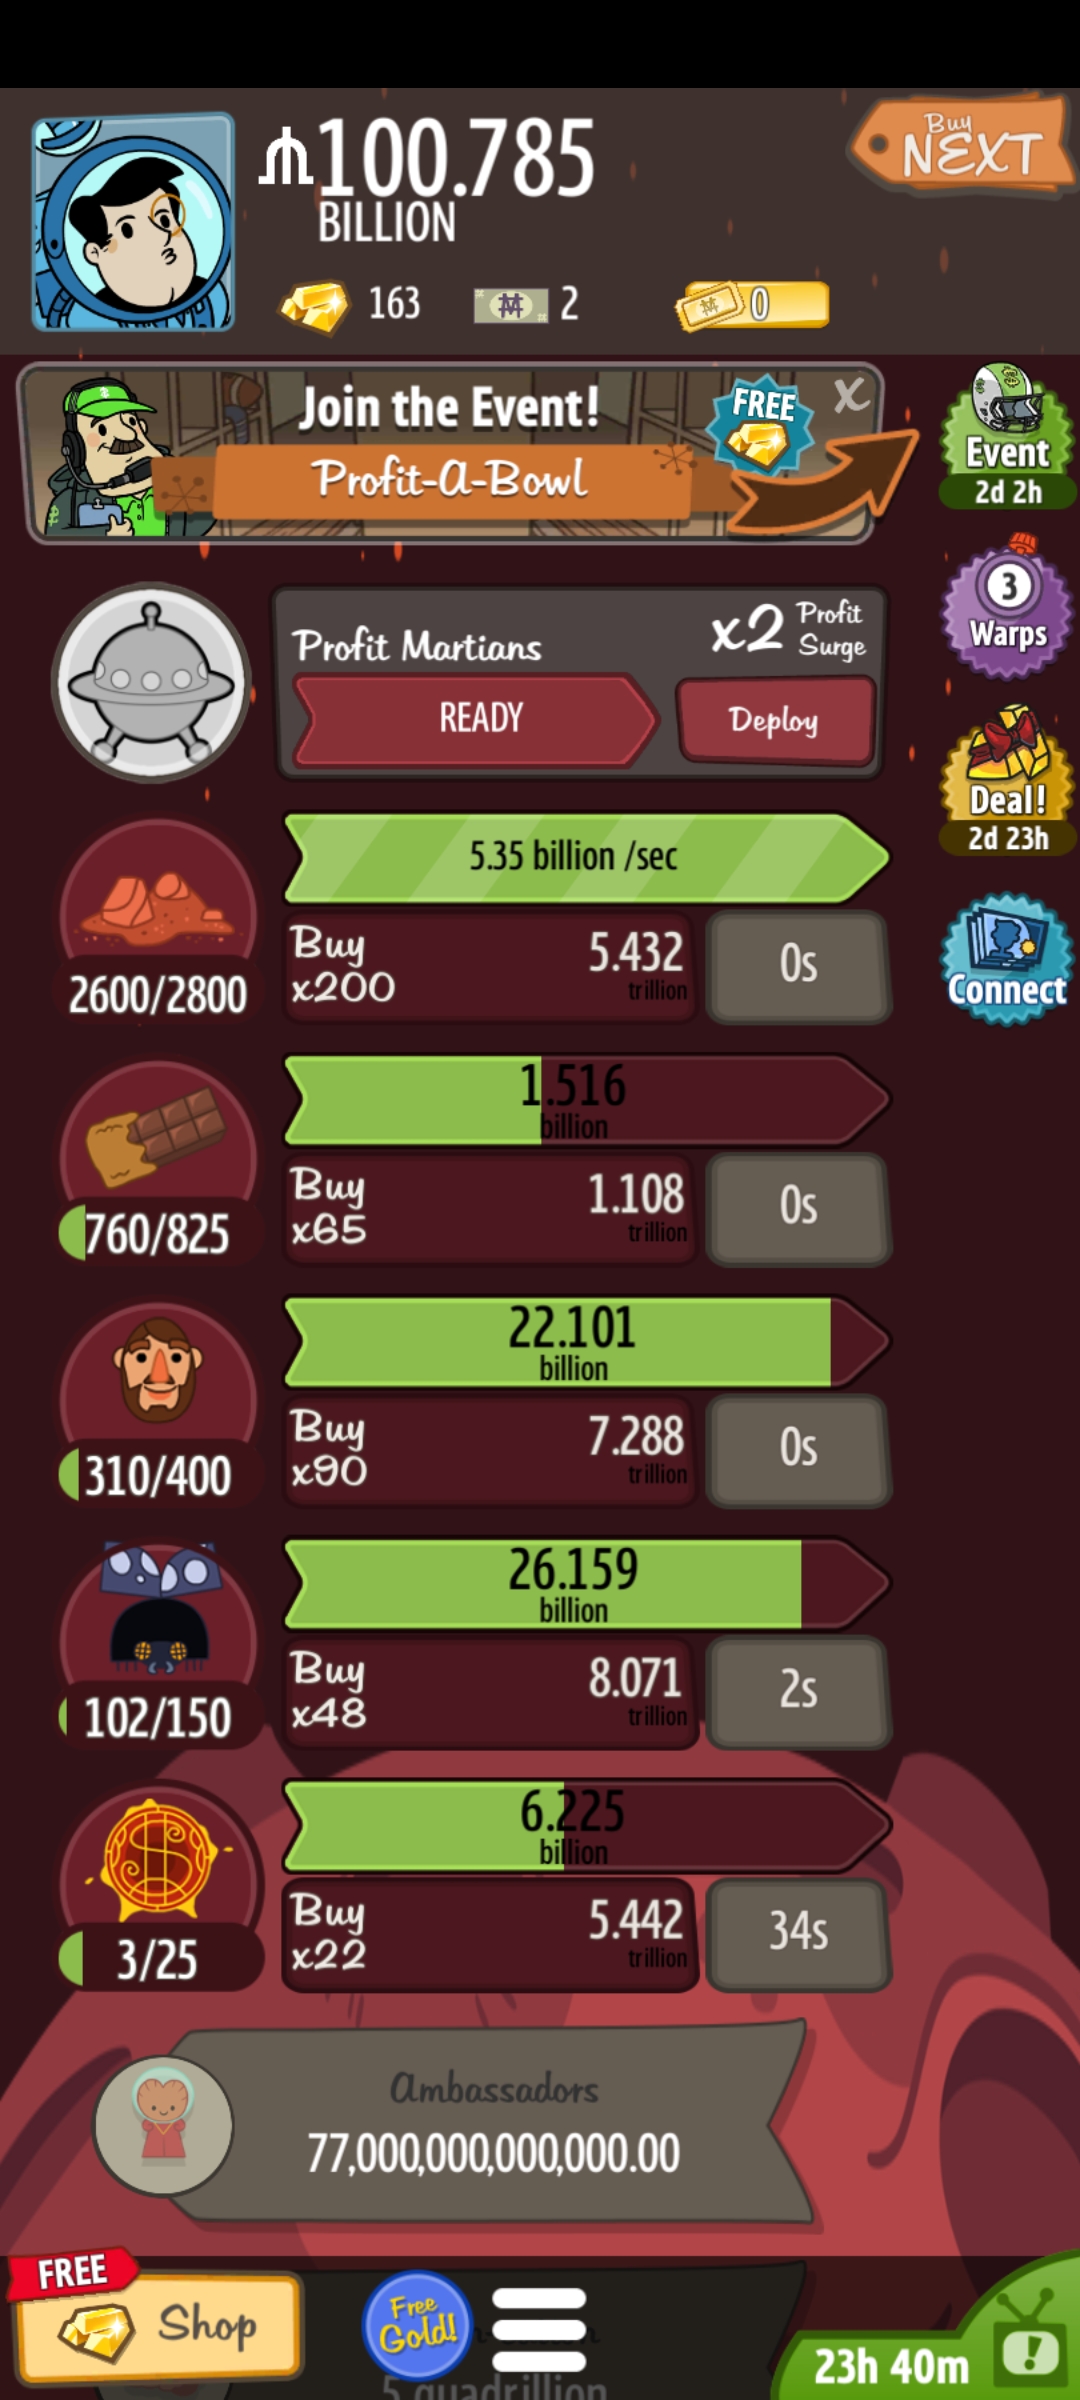 100.785
BILLION
Buy
NEXT
163
2
0
Join the Event!
Profit-A-Bowl
FREE
X
Event
2d 2h
3
Warps
Profit Martians
x2 Profit
Surge
READY
Deploy
Deal!
2d 23h
5.35 billion /sec
Buy
x200
5.432
trillion
0s
2600/2800
Connect
1.516
billion
Buy
x65
1.108
trillion
0s
760/825
22.101
billion
Buy
x90
7.288
trillion
0s
310/400
26.159
billion
Buy
x48
8.071
trillion
2s
102/150
6.225
billion
Buy
x22
5.442
trillion
34s
3/25
Ambassadors
77,000,000,000,000.00
FREE
Shop
Free
Gold!
23h 40m
5 quadrillion